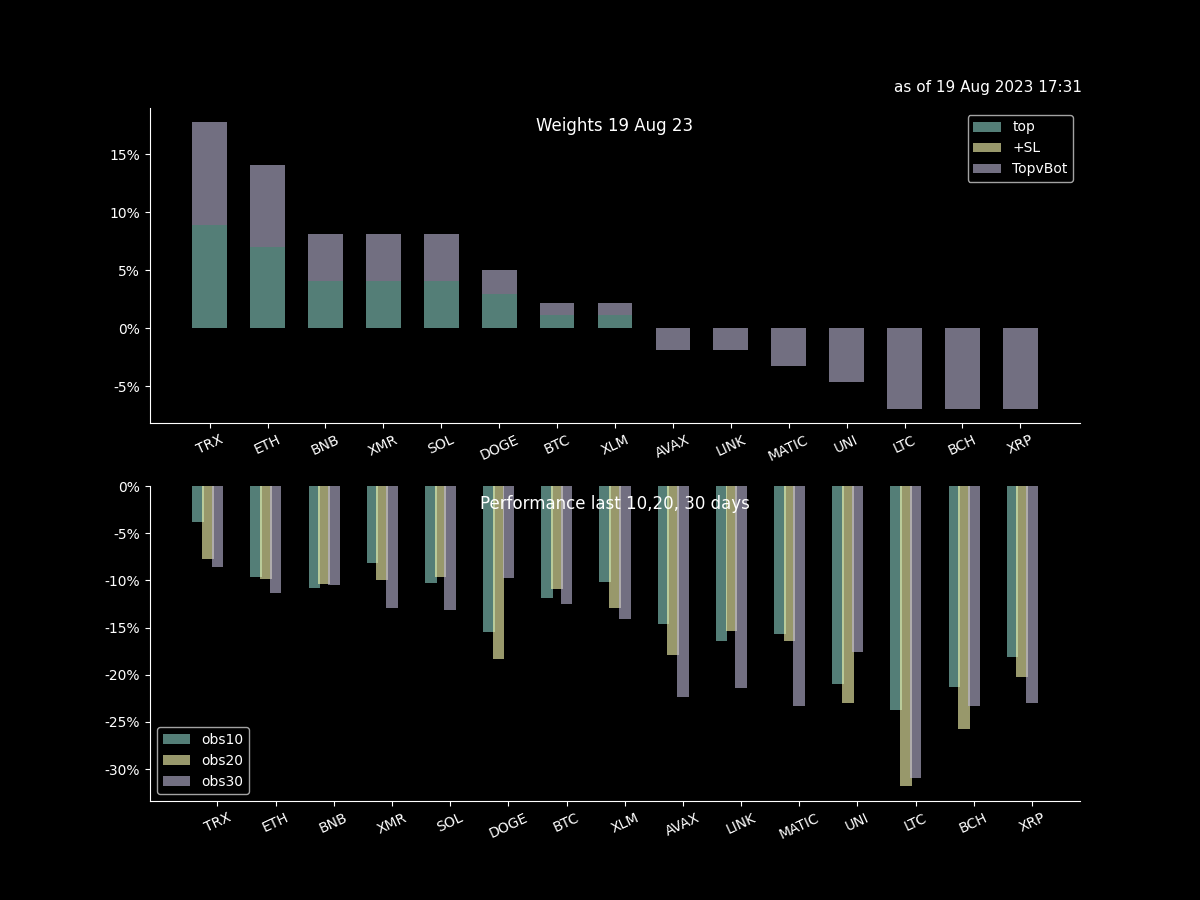 as of 19 Aug 2023 17:31
Weights 19 Aug 23
top
+SL
TopvBot
15%
10%
5%
0%
-5%
TRX ETH BNB XMR SOL DOGE BTC XLM AVAX LINK MATIC UNI LTC BCH XRP
Performance last 10,20, 30 days
0%
-5%
-10%
-15%
-20%
-25%
-30%
obs10
obs20
obs30
TRX ETH BNB XMR SOL DOGE BTC XLM AVAX LINK MATIC UNI LTC BCH XRP